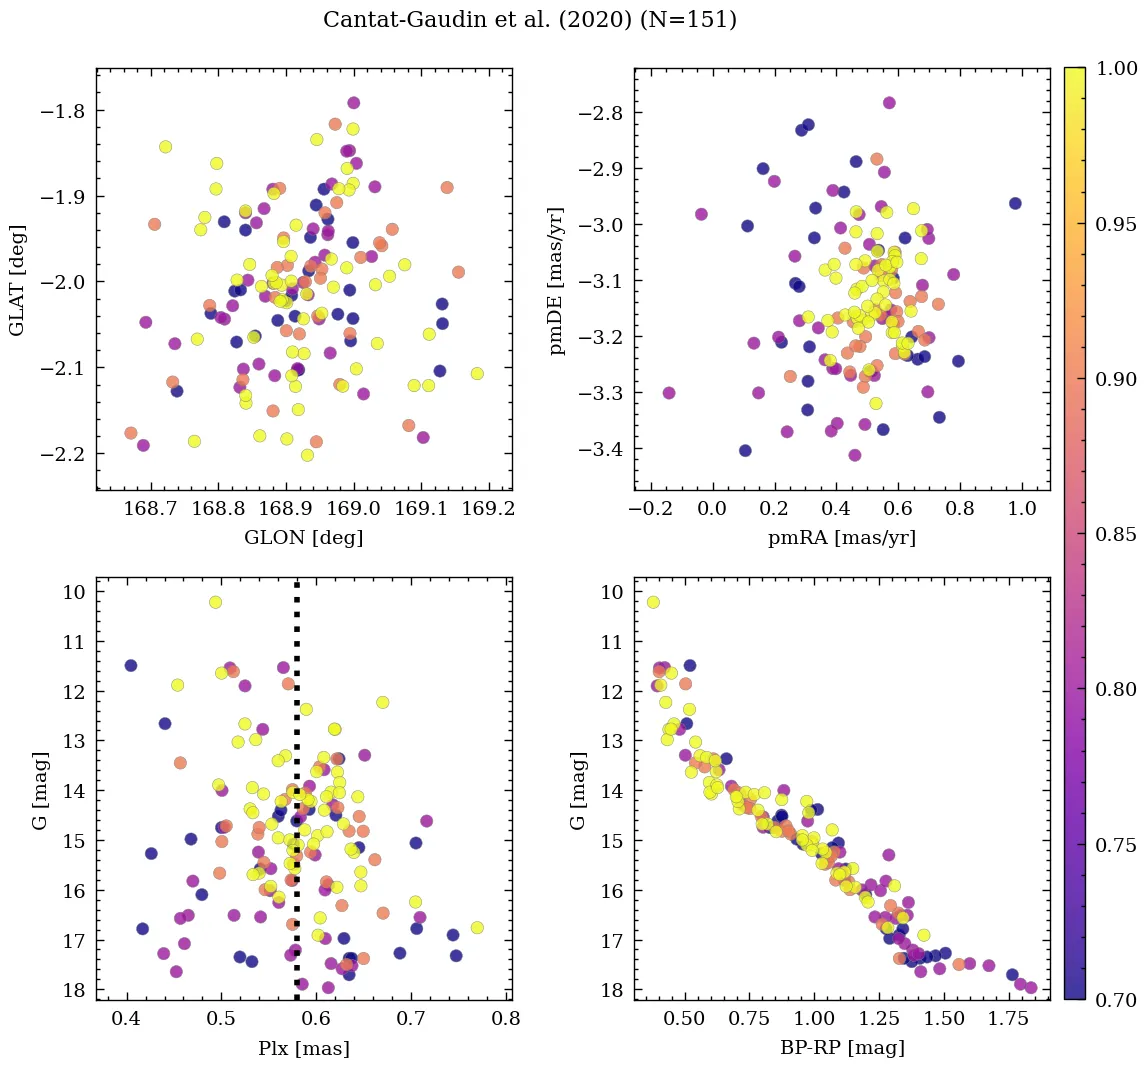 Cantat-Gaudin et al. (2020) (N=151)
−1.8
−1.9
−2.0
−2.1
−2.2
GLAT [deg]
168.7 168.8 168.9 169.0 169.1 169.2
GLON [deg]
−2.8
−2.9
−3.0
−3.1
−3.2
−3.3
−3.4
pmDE [mas/yr]
−0.2 0.0 0.2 0.4 0.6 0.8 1.0
pmRA [mas/yr]
1.00
0.95
0.90
0.85
0.80
0.75
0.70
10
11
12
13
14
15
16
17
18
G [mag]
0.4 0.5 0.6 0.7 0.8
Plx [mas]
10
11
12
13
14
15
16
17
18
G [mag]
0.50 0.75 1.00 1.25 1.50 1.75
BP-RP [mag]